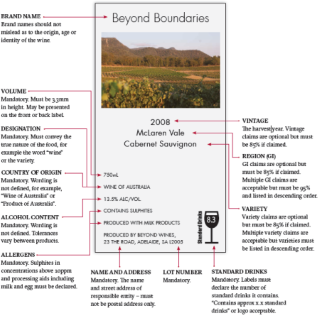 BRAND NAME
Brand names should not
mislead as to the origin, age or
identity of the wine.
Beyond Boundaries
VOLUME
Mandatory. Must be 3.3mm
in height. May be presented
on the front or back label.
DESIGNATION
Mandatory. Must convey the
true nature of the food, for
example the word "wine"
or the variety.
COUNTRY OF ORIGIN
Mandatory. Wording is
not defined, for example,
"Wine of Australia" or
"Product of Australia".
ALCOHOL CONTENT
Mandatory. Wording is
not defined. Tolerances
vary between products.
ALLERGENS
Mandatory. Sulphites in
concentrations above 10ppm
and processing aids including
milk and egg must be declared.
2008
McLaren Vale
Cabernet Sauvignon
750mL
WINE OF AUSTRALIA
13.5% ALC/VOL
CONTAINS SULPHITES
PRODUCED WITH MILK PRODUCTS
PRODUCED BY BEYOND WINES,
23 THE ROAD, ADELAIDE, SA L2008
Standard Drinks
8.3
VINTAGE
The harvest year. Vintage
claims are optional but must
be 85% if claimed.
REGION (GI)
GI claims are optional but
must be 85% if claimed.
Multiple GI claims are
acceptable but must be 95%
and listed in descending order.
VARIETY
Variety claims are optional
but must be 85% if claimed.
Multiple variety claims are
acceptable but varieties must
be listed in descending order.
NAME AND ADDRESS
Mandatory. The name
and street address of
responsible entity – must
not be postal address only.
LOT NUMBER
Mandatory.
STANDARD DRINKS
Mandatory. Labels must
declare the number of
standard drinks it contains.
"Contains approx x.x standard
drinks" or logo acceptable.